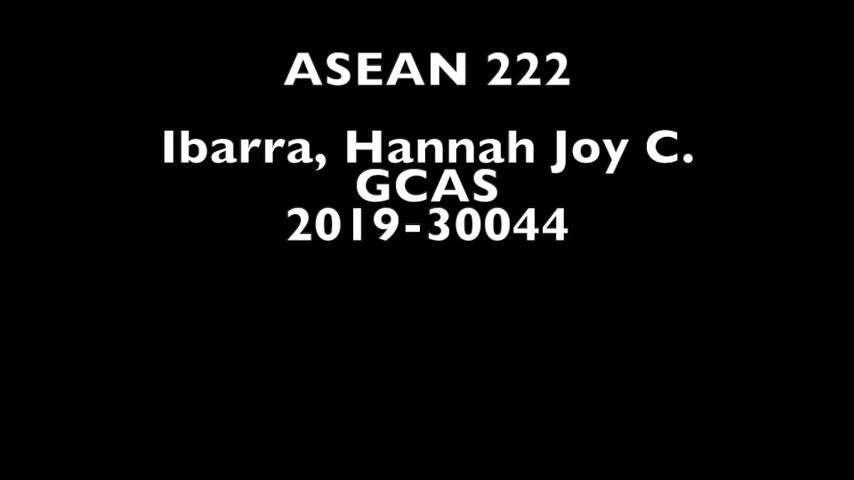 ASEAN 222
Ibarra, Hannah Joy C.
GCAS
2019-30044